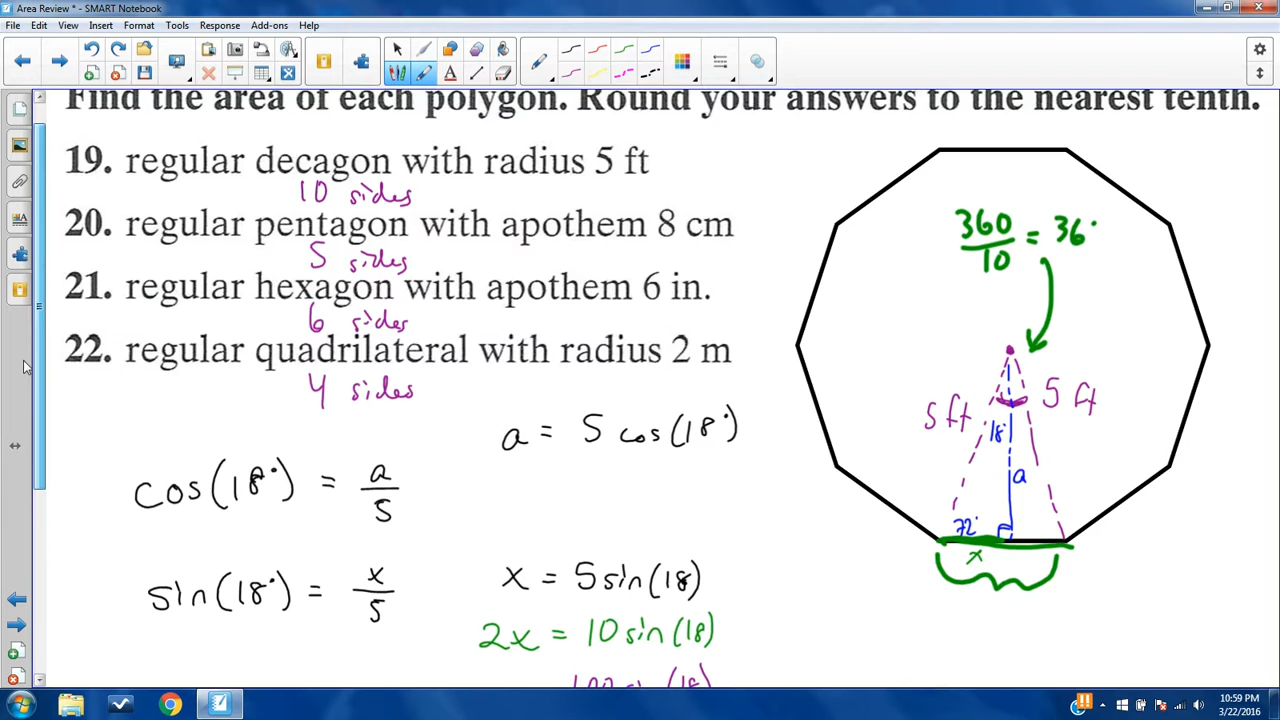 Area Review * - SMART Notebook
File Edit View Insert Format Tools Response Add-ons Help
Find the area of each polygon. Round your answers to the nearest tenth.
19. regular decagon with radius 5 ft
10 sides
20. regular pentagon with apothem 8 cm
5 sides
21. regular hexagon with apothem 6 in.
6 sides
22. regular quadrilateral with radius 2 m
4 sides
a = 5 cos(18°)
cos(18°) = a/5
sin(18°) = x/5
x = 5sin(18)
2x = 10sin(18)
360/10 = 36°
5 ft 5 ft
18°
a
72°
x
10:59 PM
3/22/2016